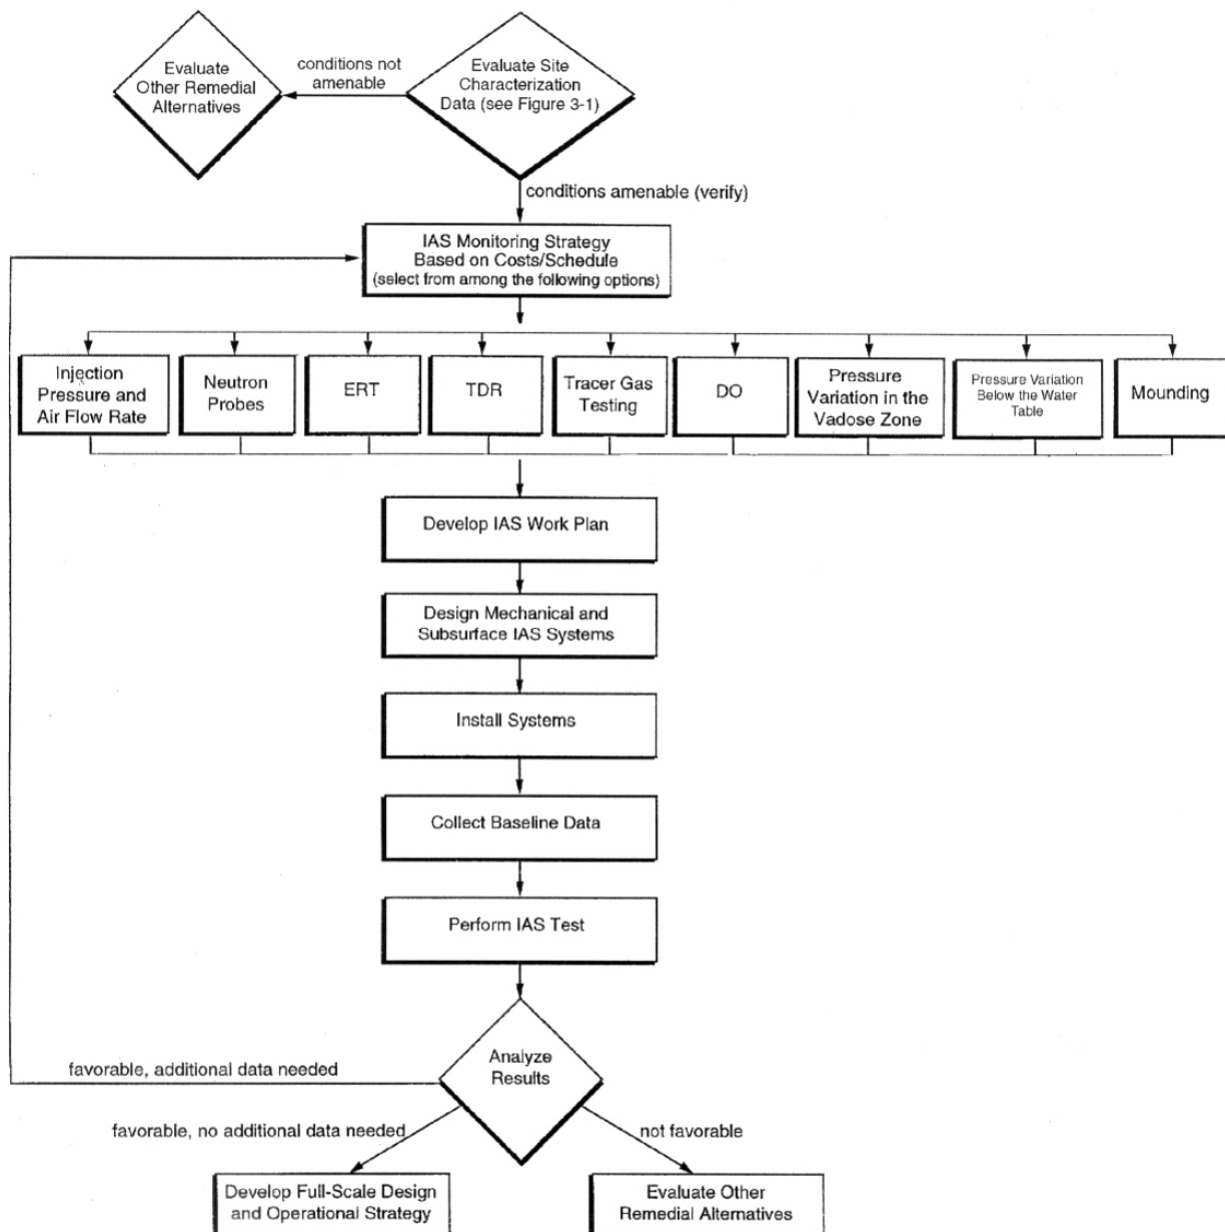 Evaluate
Other Remedial
Alternatives
conditions not
amenable
Evaluate Site
Characterization
Data (see Figure 3-1)
conditions amenable (verify)
IAS Monitoring Strategy
Based on Costs/Schedule
(select from among the following options)
Injection
Pressure and
Air Flow Rate
Neutron
Probes
ERT
TDR
Tracer Gas
Testing
DO
Pressure
Variation in the
Vadose Zone
Pressure Variation
Below the Water
Table
Mounding
Develop IAS Work Plan
Design Mechanical and
Subsurface IAS Systems
Install Systems
Collect Baseline Data
Perform IAS Test
Analyze
Results
favorable, additional data needed
favorable, no additional data needed
not favorable
Develop Full-Scale Design
and Operational Strategy
Evaluate Other
Remedial Alternatives